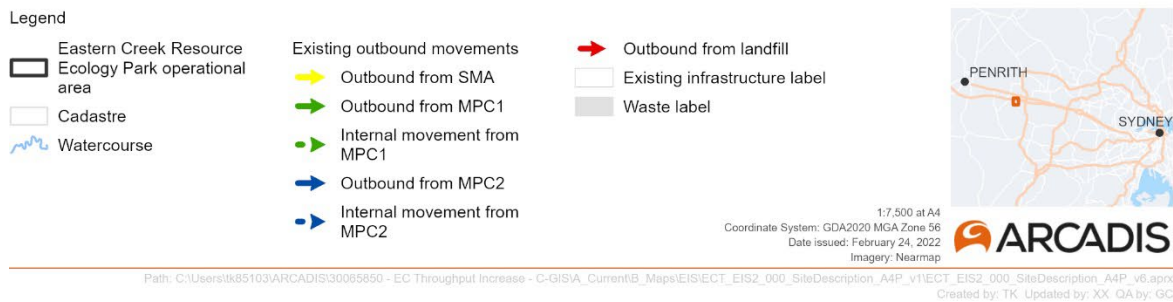 Legend
Eastern Creek Resource
Ecology Park operational
area
Cadastre
Watercourse
Existing outbound movements
Outbound from SMA
Outbound from MPC1
Internal movement from
MPC1
Outbound from MPC2
Internal movement from
MPC2
Outbound from landfill
Existing infrastructure label
Waste label
PENRITH
SYDNEY
1:7,500 at A4
Coordinate System: GDA2020 MGA Zone 56
Date issued: February 24, 2022
Imagery: Nearmap
ARCADIS
Path: C:\Users\tk85103\ARCADIS\30065850 - EC Throughput Increase - C-GIS\A_Current\B_Maps\EIS\ECT_EIS2_000_SiteDescription_A4P_v1\ECT_EIS2_000_SiteDescription_A4P_v6.aprx
Created by: TK Updated by: XX QA by: GC